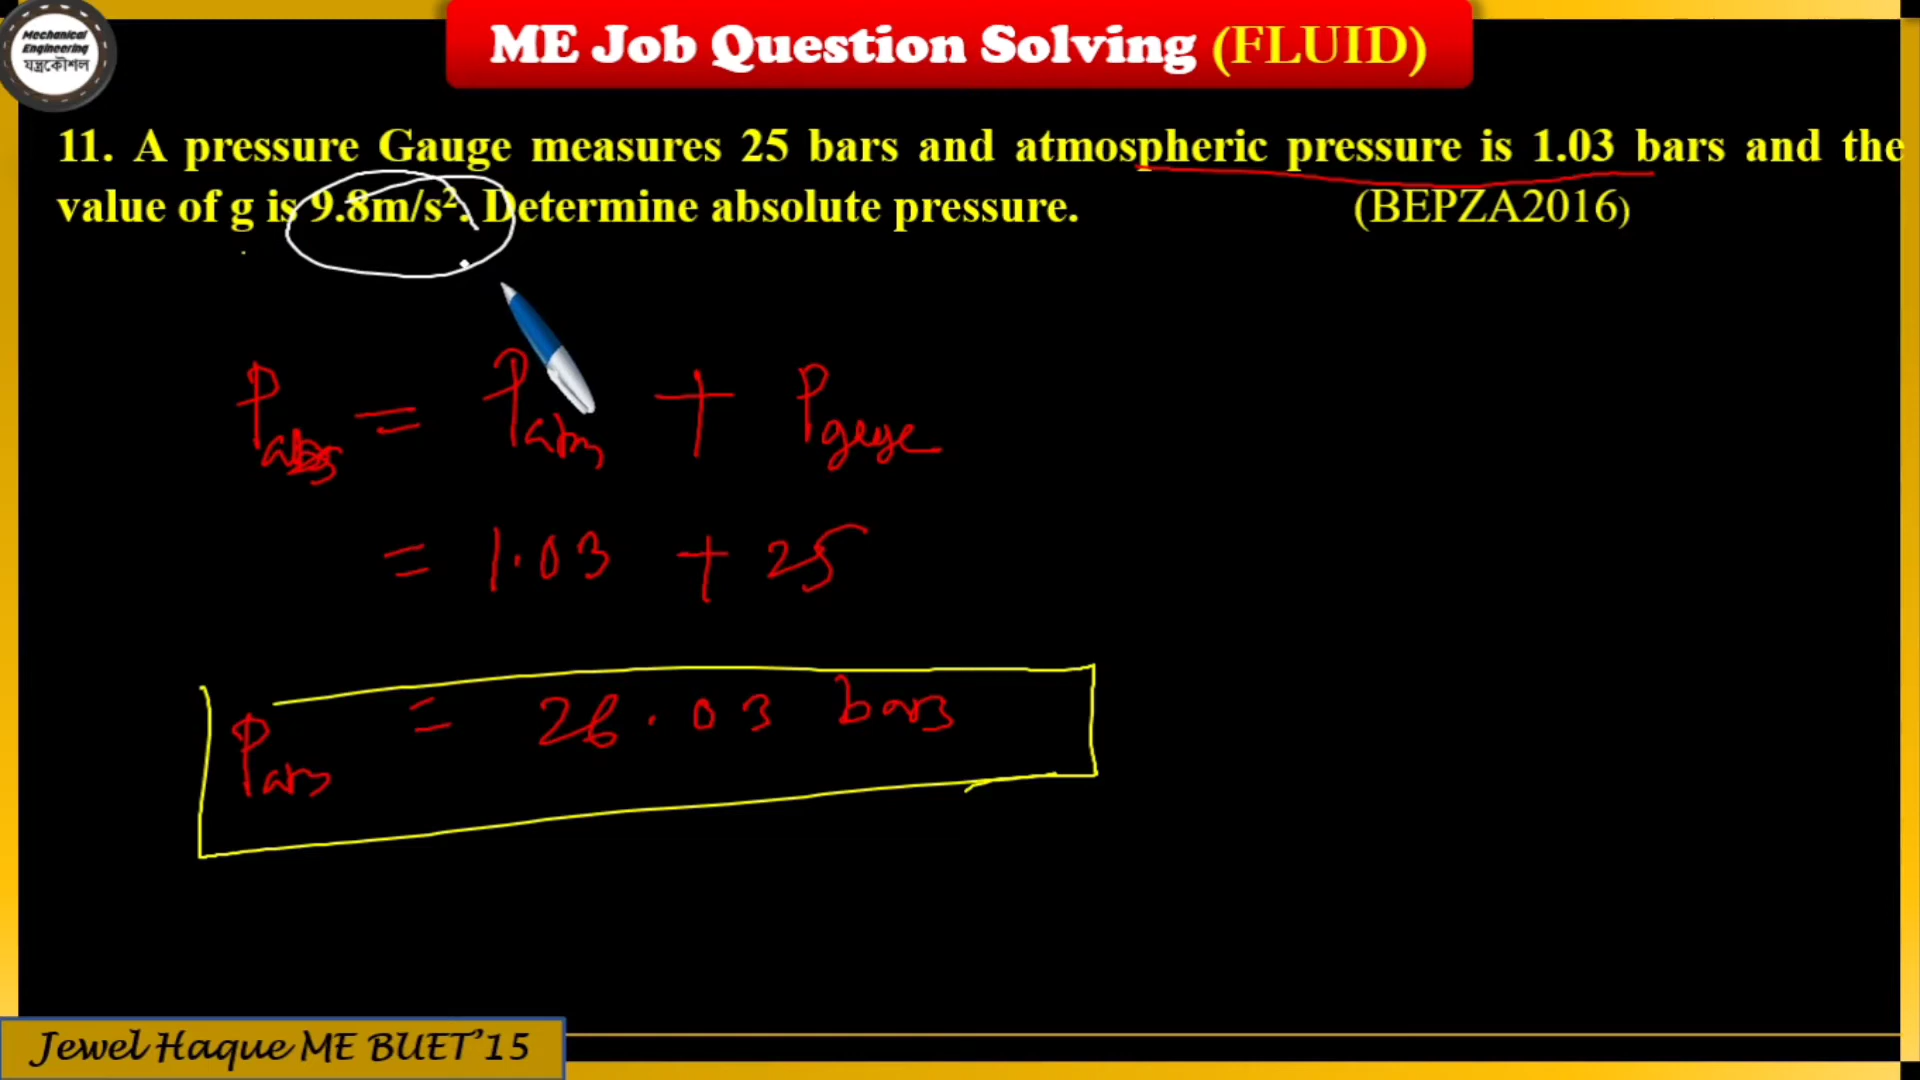 Mechanical
Engineering
যন্ত্রকৌশল
ME Job Question Solving (FLUID)
11. A pressure Gauge measures 25 bars and atmospheric pressure is 1.03 bars and the
value of g is 9.8m/s². Determine absolute pressure. (BEPZA2016)
Pabs = Patm + Pgage
= 1.03 + 25
Pabs = 26.03 bars
Jewel Haque ME BUET’15